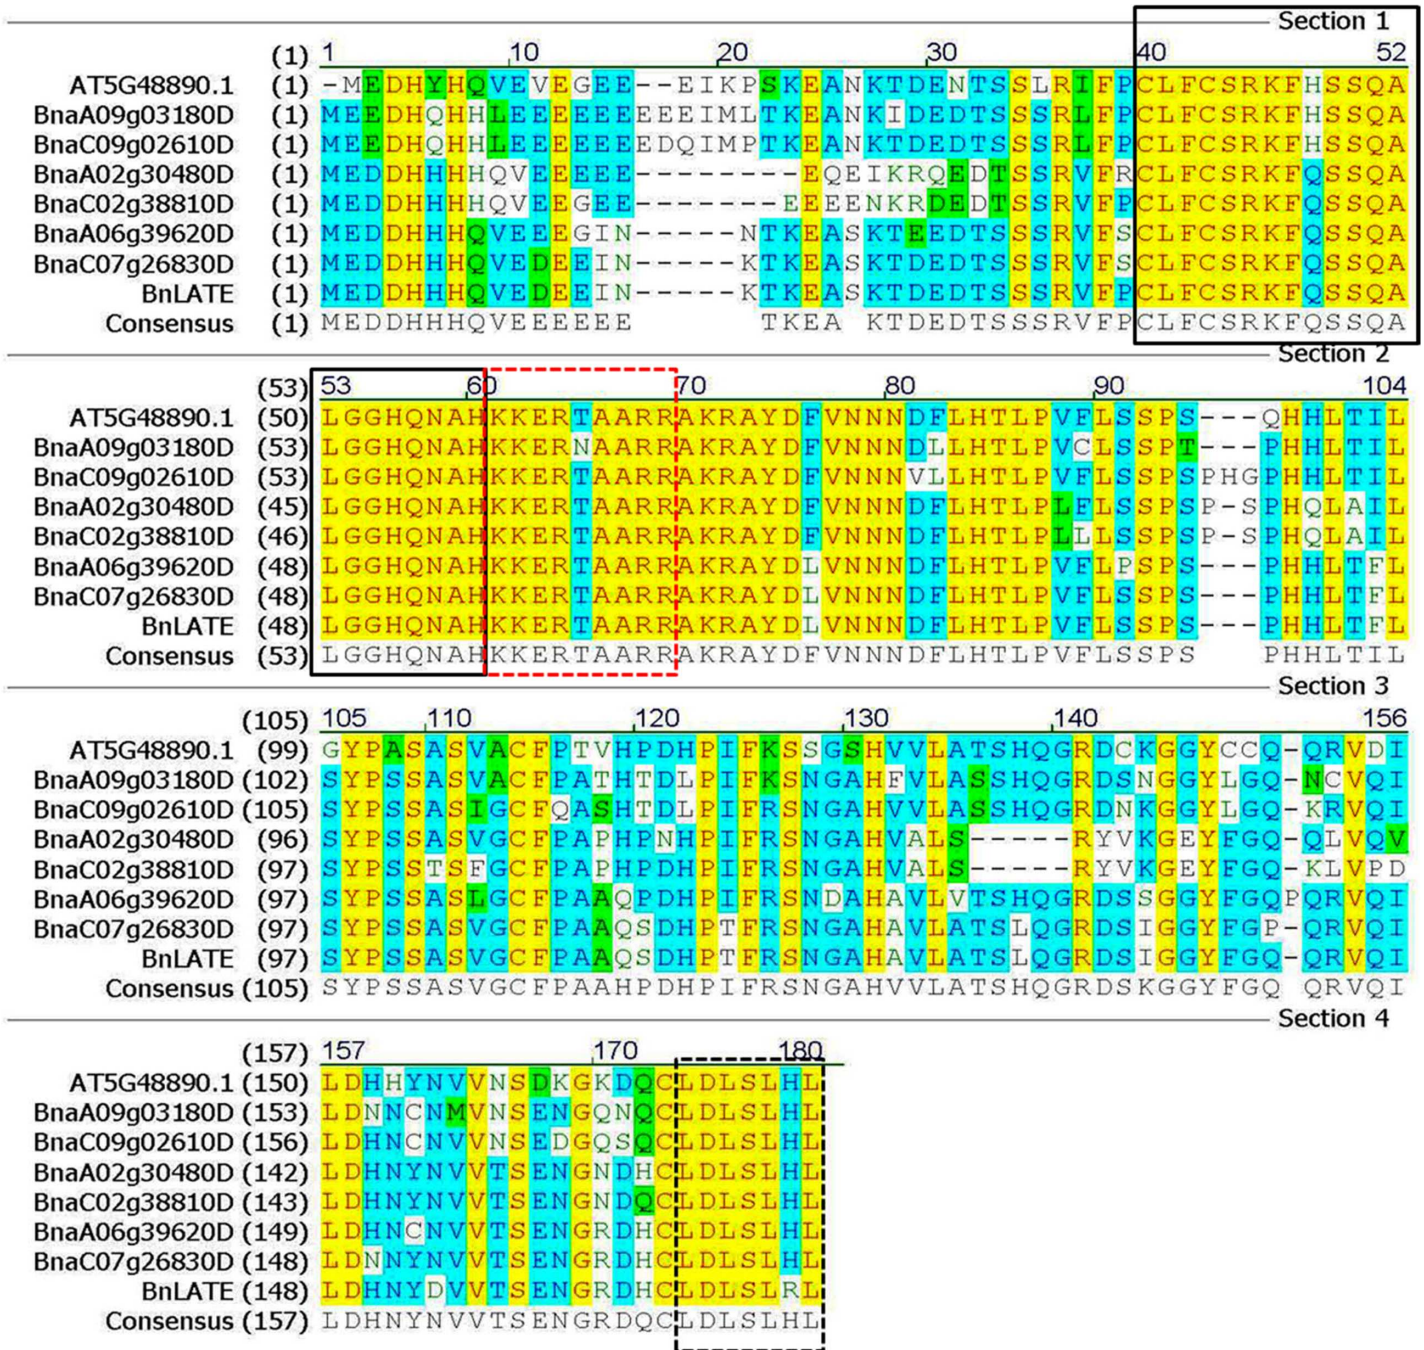 Section 1
(1) 1 10 20 30 40 52
AT5G48890.1 (1) -MEDHYHQVEVEGEE--EIKPSKEANKTDENTSSLRIFPCLFCSRKFHSSQA
BnaA09g03180D (1) MEEDHQHHLEEEEEEEEEIMLTKEANKIDEDTSSSRLFPCLFCSRKFHSSQA
BnaC09g02610D (1) MEEDHQHHLEEEEEEEDQIMPTKEANKTDEDTSSSRLFPCLFCSRKFHSSQA
BnaA02g30480D (1) MEDDHHHHQVEEEEE--------EQEIKRQEDTSSRVFRCLFCSRKFQSSQA
BnaC02g38810D (1) MEDDHHHHQVEEGEE-------EEEENKRDEDTSSRVFPCLFCSRKFQSSQA
BnaA06g39620D (1) MEDDHHHQVEEEGIN-----NTKEASKTEEDTSSSRVFSCLFCSRKFQSSQA
BnaC07g26830D (1) MEDDHHHQVEDEEIN-----KTKEASKTDEDTSSSRVFSCLFCSRKFQSSQA
BnLATE (1) MEDDHHHQVEDEEIN-----KTKEASKTDEDTSSSRVFPCLFCSRKFQSSQA
Consensus (1) MEDDHHHQVEEEEEE TKEA KTDEDTSSSRVFPCLFCSRKFQSSQA
Section 2
(53) 53 60 70 80 90 104
AT5G48890.1 (50) LGGHQNAHKKERTAARRAKRAYDFVNNNDFLHTLPVFLSSPS---QHHLTIL
BnaA09g03180D (53) LGGHQNAHKKERNAARRAKRAYDFVNNNDLLHTLPVCLSSPT---PHHLTIL
BnaC09g02610D (53) LGGHQNAHKKERTAARRAKRAYDFVNNNVLLHTLPVFLSSPSPHGPHHLTIL
BnaA02g30480D (45) LGGHQNAHKKERTAARRAKRAYDFVNNNDFLHTLPLFLSSPSP-SPHQLAIL
BnaC02g38810D (46) LGGHQNAHKKERTAARRAKRAYDFVNNNDFLHTLPLLLSSPSP-SPHQLAIL
BnaA06g39620D (48) LGGHQNAHKKERTAARRAKRAYDLVNNNDFLHTLPVFLPSPS---PHHLTFL
BnaC07g26830D (48) LGGHQNAHKKERTAARRAKRAYDLVNNNDFLHTLPVFLSSPS---PHHLTFL
BnLATE (48) LGGHQNAHKKERTAARRAKRAYDLVNNNDFLHTLPVFLSSPS---PHHLTFL
Consensus (53) LGGHQNAHKKERTAARRAKRAYDFVNNNDFLHTLPVFLSSPS PHHLTIL
Section 3
(105) 105 110 120 130 140 156
AT5G48890.1 (99) GYPASASVACFPTVHPDHPIFKSSGSHVVLATSHQGRDCKGGYCCQ-QRVDI
BnaA09g03180D (102) SYPSSASVACFPATHTDLPIFKSNGAHFVLASSHQGRDSNGGYLGQ-NCVQI
BnaC09g02610D (105) SYPSSASIGCFQASHTDLPIFRSNGAHVVLASSHQGRDNKGGYLGQ-KRVQI
BnaA02g30480D (96) SYPSSASVGCFPAPHPNHPIFRSNGAHVALS-----RYVKGEYFGQ-QLVQV
BnaC02g38810D (97) SYPSSTSFGCFPAPHPDHPIFRSNGAHVALS-----RYVKGEYFGQ-KLVPD
BnaA06g39620D (97) SYPSSASLGCFPAAQPDHPIFRSNDAHAVLVTSHQGRDSSGGYFGQPQRVQI
BnaC07g26830D (97) SYPSSASVGCFPAAQSDHPTFRSNGAHAVLATSLQGRDSIGGYFGP-QRVQI
BnLATE (97) SYPSSASVGCFPAAQSDHPTFRSNGAHAVLATSLQGRDSIGGYFGQ-QRVQI
Consensus (105) SYPSSASVGCFPAAHPDHPIFRSNGAHVVLATSHQGRDSKGGYFGQ QRVQI
Section 4
(157) 157 170 180
AT5G48890.1 (150) LDHHYNVVNSDKGKDQCLDLSLHL
BnaA09g03180D (153) LDNNCNMVNSENGQNQCLDLSLHL
BnaC09g02610D (156) LDHNCNVVNSEDGQSQCLDLSLHL
BnaA02g30480D (142) LDHNYNVVTSENGNDHCLDLSLHL
BnaC02g38810D (143) LDHNYNVVTSENGNDQCLDLSLHL
BnaA06g39620D (149) LDHNCNVVTSENGRDHCLDLSLHL
BnaC07g26830D (148) LDNNYNVVTSENGRDHCLDLSLHL
BnLATE (148) LDHNYDVVTSENGRDHCLDLSLRL
Consensus (157) LDHNYNVVTSENGRDQCLDLSLHL